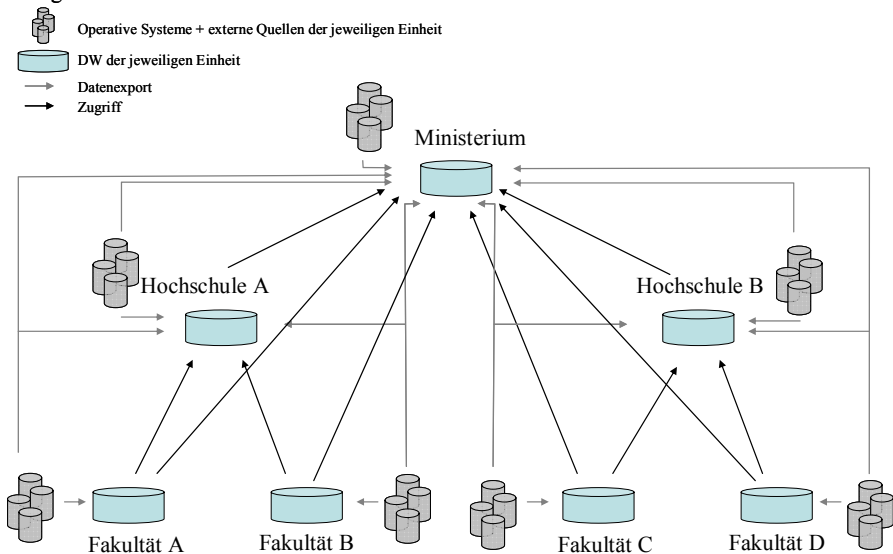 Operative Systeme + externe Quellen der jeweiligen Einheit
DW der jeweiligen Einheit
Datenexport
Zugriff
Ministerium
Hochschule A
Hochschule B
Fakultät A
Fakultät B
Fakultät C
Fakultät D